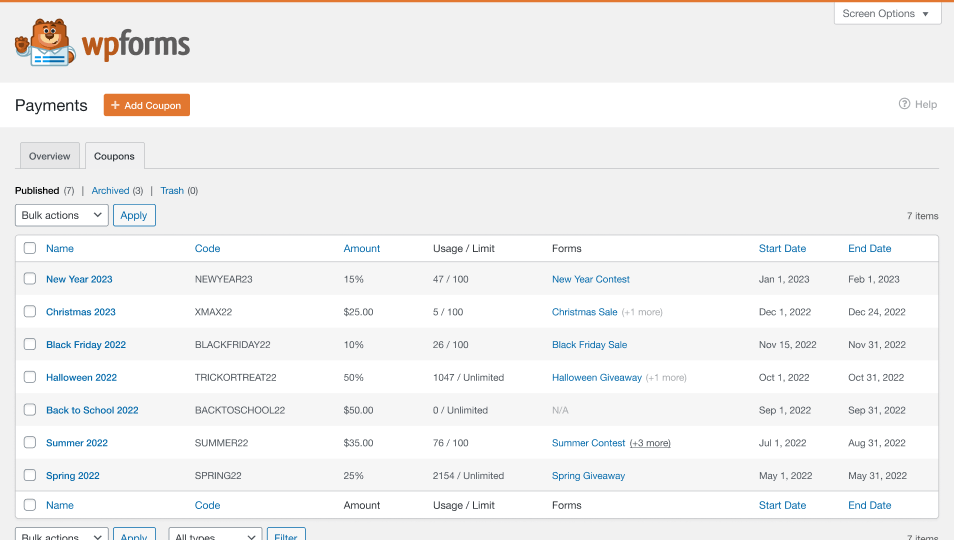 Screen Options ▼
wpforms
Payments + Add Coupon
? Help
Overview Coupons
Published (7) | Archived (3) | Trash (0)
Bulk actions Apply 7 items
Name Code Amount Usage / Limit Forms Start Date End Date
New Year 2023 NEWYEAR23 15% 47 / 100 New Year Contest Jan 1, 2023 Feb 1, 2023
Christmas 2023 XMAX22 $25.00 5 / 100 Christmas Sale (+1 more) Dec 1, 2022 Dec 24, 2022
Black Friday 2022 BLACKFRIDAY22 10% 26 / 100 Black Friday Sale Nov 15, 2022 Nov 31, 2022
Halloween 2022 TRICKORTREAT22 50% 1047 / Unlimited Halloween Giveaway (+1 more) Oct 1, 2022 Oct 31, 2022
Back to School 2022 BACKTOSCHOOL22 $50.00 0 / Unlimited N/A Sep 1, 2022 Sep 31, 2022
Summer 2022 SUMMER22 $35.00 76 / 100 Summer Contest (+3 more) Jul 1, 2022 Aug 31, 2022
Spring 2022 SPRING22 25% 2154 / Unlimited Spring Giveaway May 1, 2022 May 31, 2022
Name Code Amount Usage / Limit Forms Start Date End Date
Bulk actions Apply All types Filter 7 items